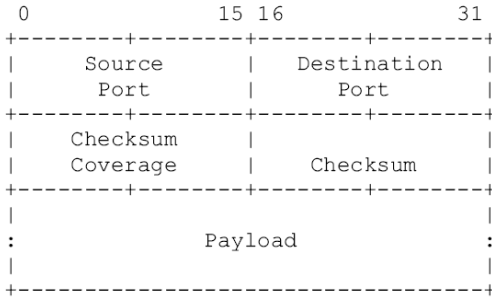 0              15 16             31
+--------+--------+--------+--------+
|     Source      |   Destination   |
|      Port       |      Port       |
+--------+--------+--------+--------+
|    Checksum     |                 |
|    Coverage     |    Checksum     |
+--------+--------+--------+--------+
|                                   |
:              Payload              :
|                                   |
+-----------------------------------+